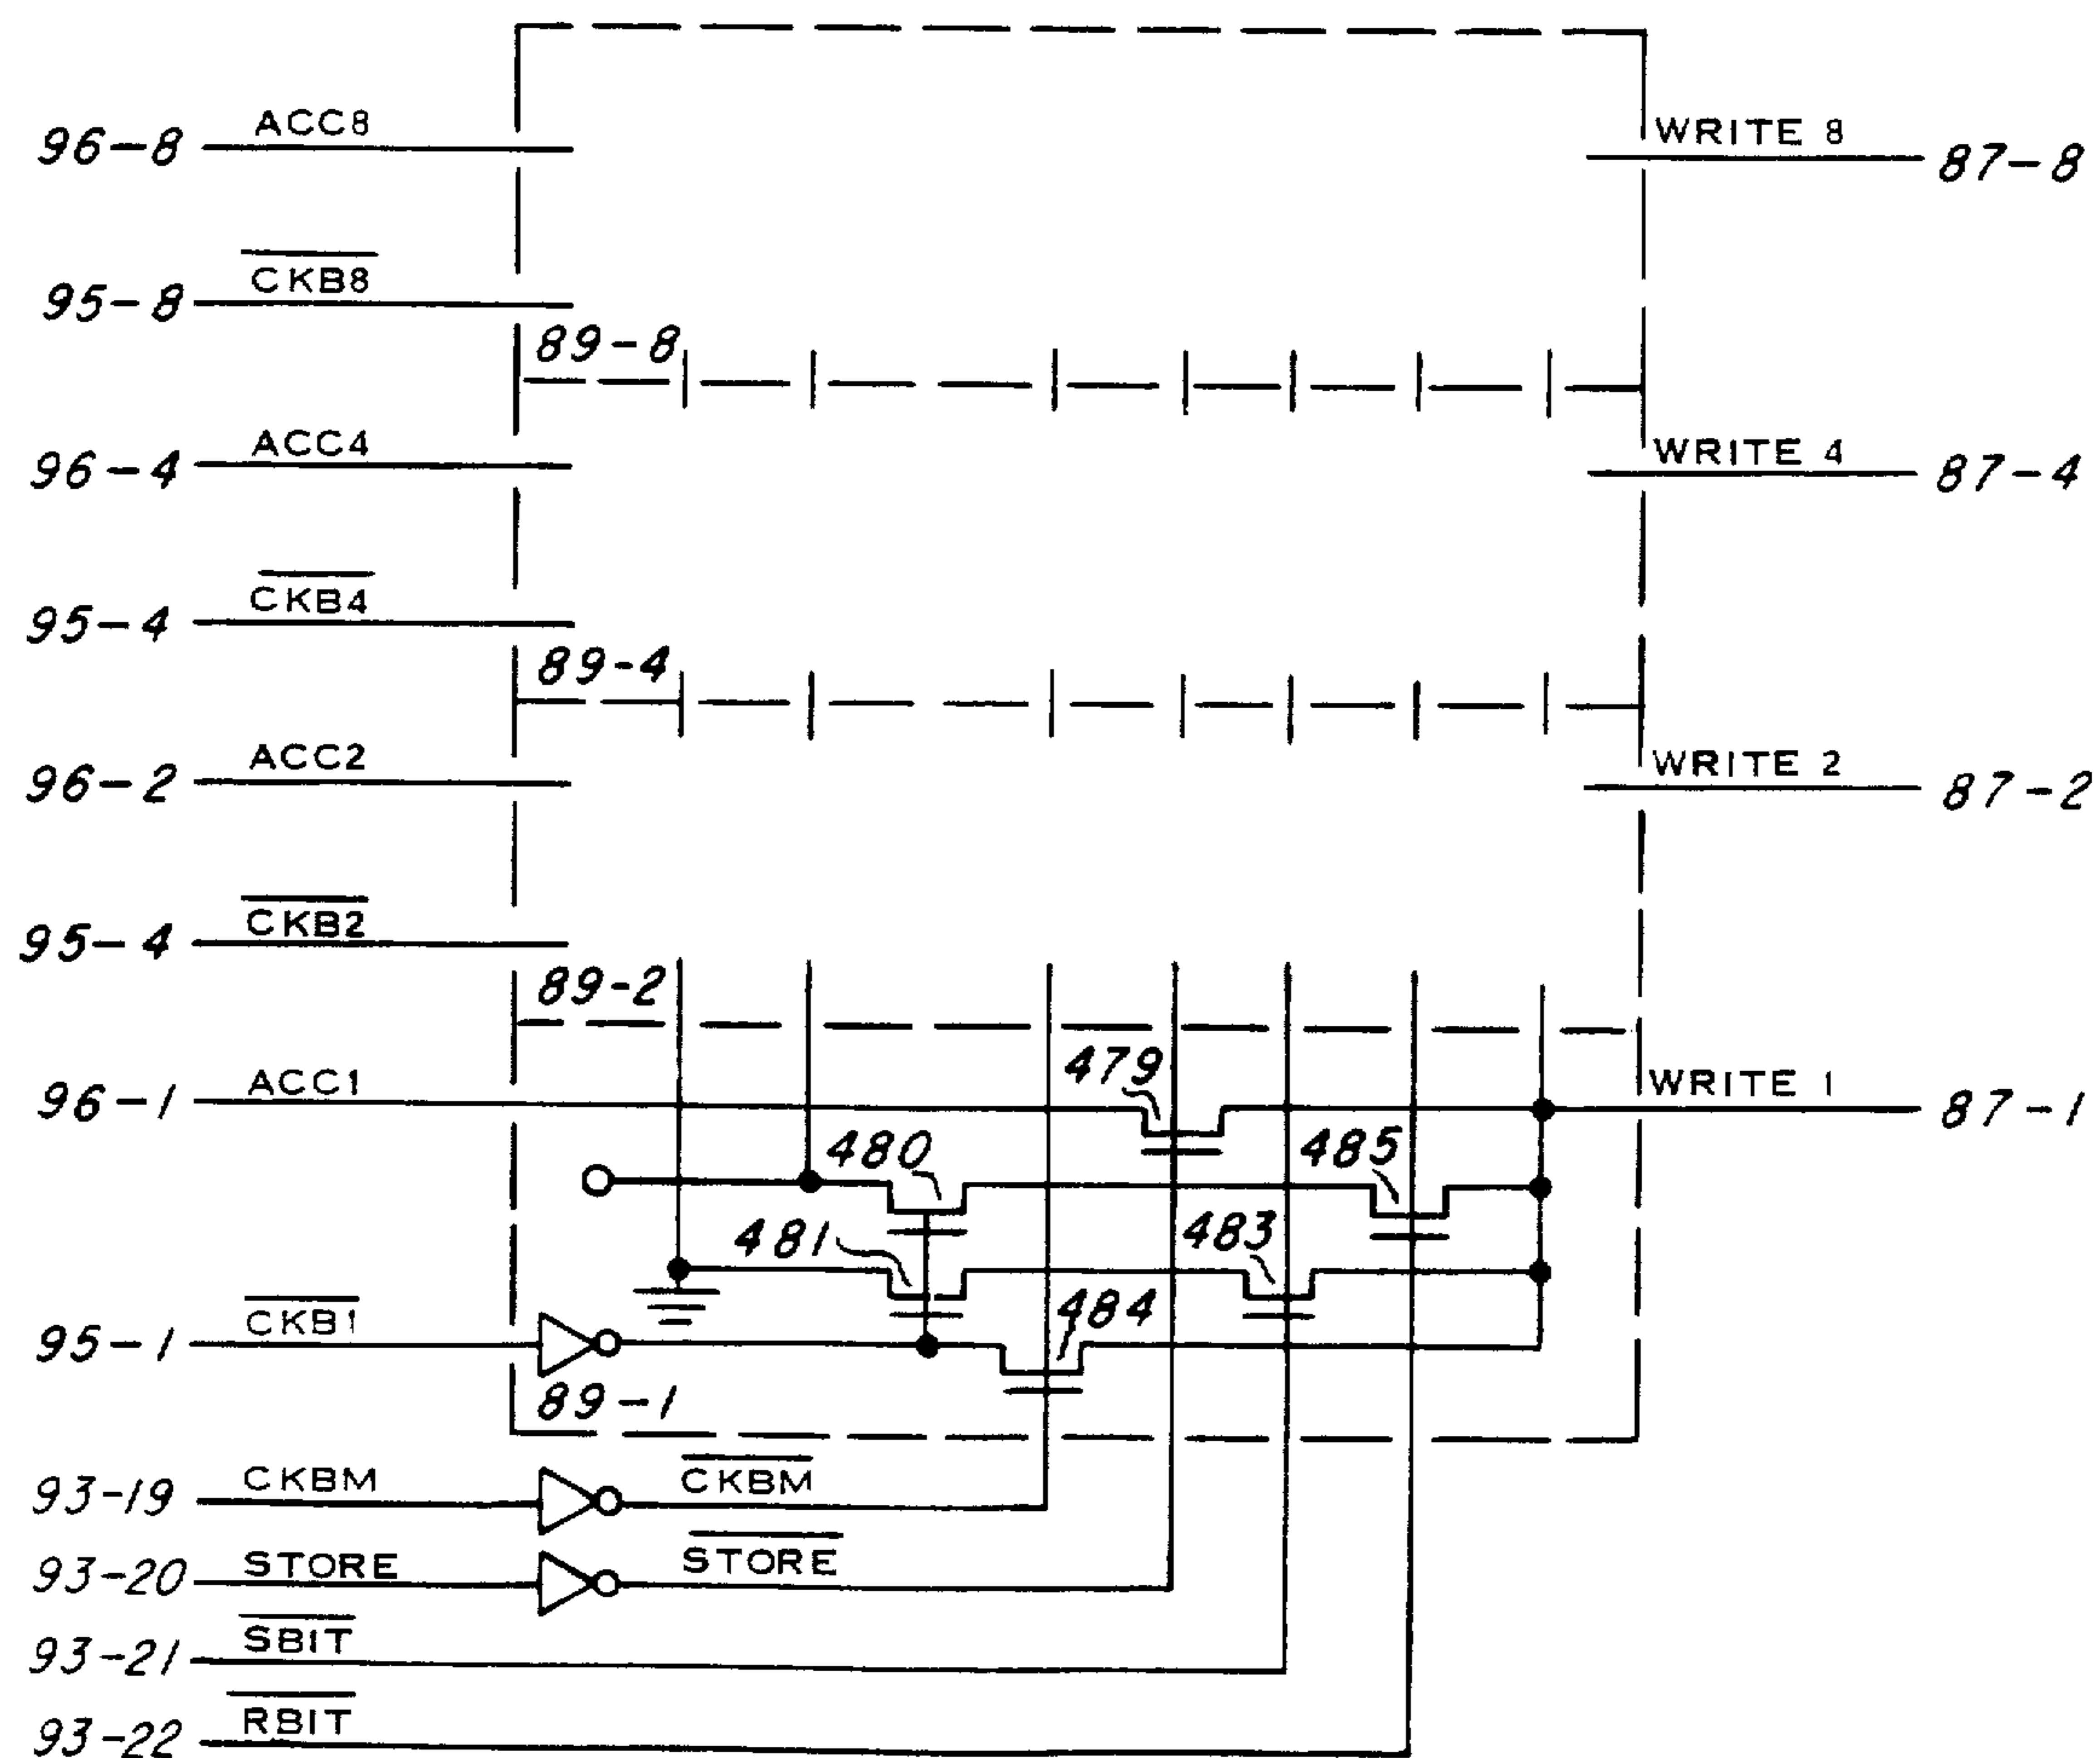 96-8 ACC8 WRITE 8 87-8
95-8 CKB8
89-8
96-4 ACC4 WRITE 4 87-4
95-4 CKB4
89-4
96-2 ACC2 WRITE 2 87-2
95-4 CKB2
89-2
96-1 ACC1 479 WRITE 1 87-1
480 485
481 483
95-1 CKB1 484
89-1
93-19 CKBM CKBM
93-20 STORE STORE
93-21 SBIT
93-22 RBIT